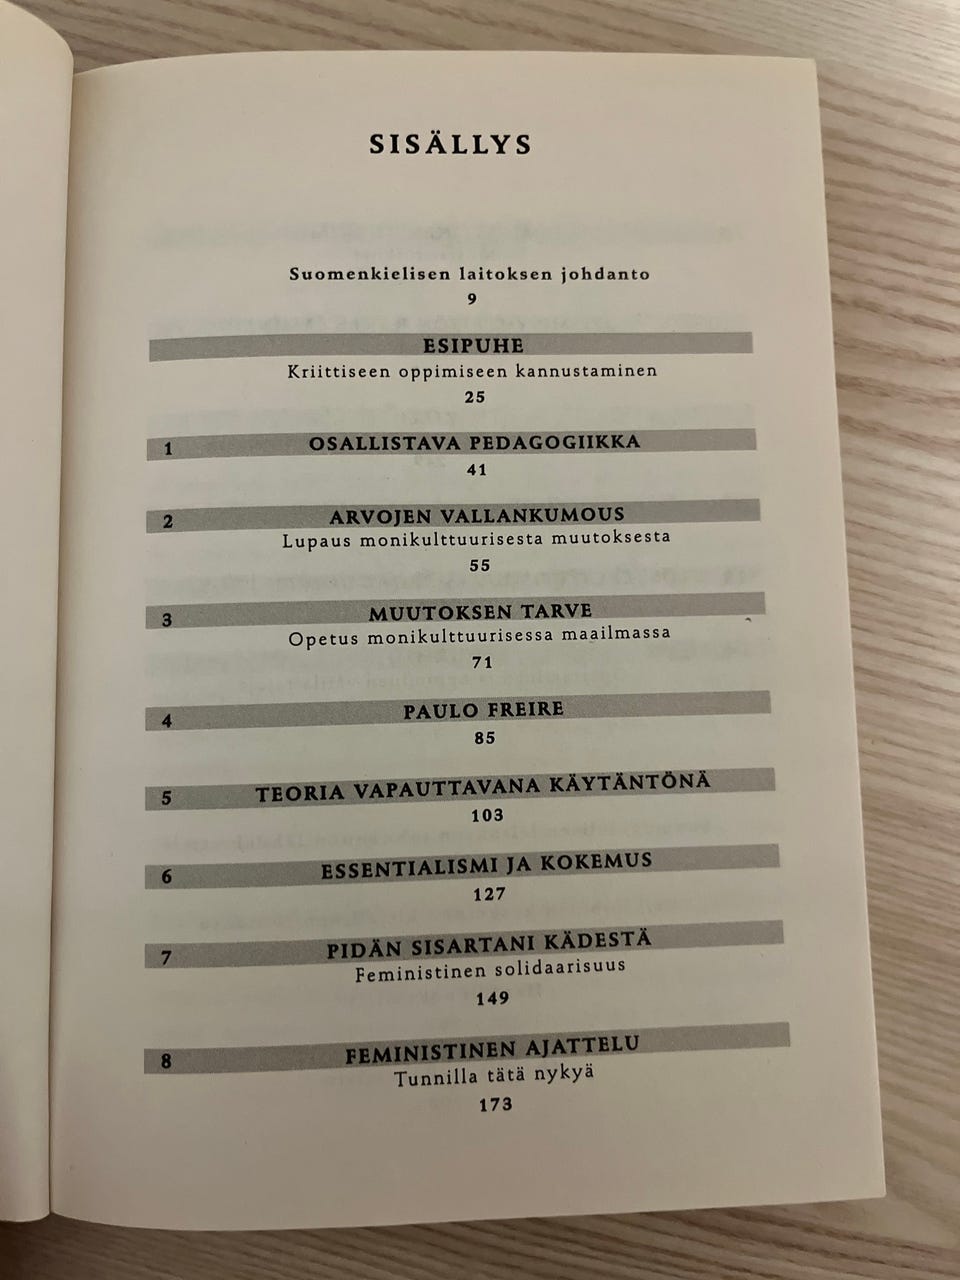 SISÄLLYS
Suomenkielisen laitoksen johdanto
9
ESIPUHE
Kriittiseen oppimiseen kannustaminen
25
1 OSALLISTAVA PEDAGOGIIKKA
41
2 ARVOJEN VALLANKUMOUS
Lupaus monikulttuurisesta muutoksesta
55
3 MUUTOKSEN TARVE
Opetus monikulttuurisessa maailmassa
71
4 PAULO FREIRE
85
5 TEORIA VAPAUTTAVANA KÄYTÄNTÖNÄ
103
6 ESSENTIALISMI JA KOKEMUS
127
7 PIDÄN SISARTANI KÄDESTÄ
Feministinen solidaarisuus
149
8 FEMINISTINEN AJATTELU
Tunnilla tätä nykyä
173